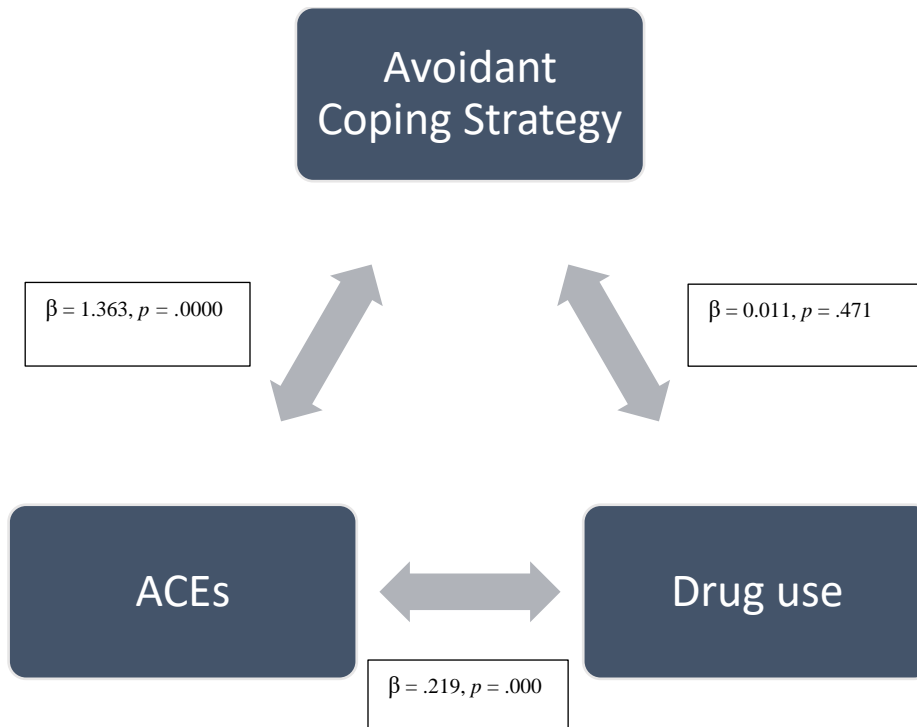 Avoidant
Coping Strategy
β = 1.363, p = .0000
β = 0.011, p = .471
ACEs
Drug use
β = .219, p = .000